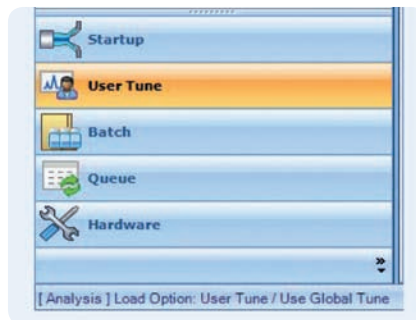 Startup
User Tune
Batch
Queue
Hardware
[ Analysis ] Load Option: User Tune / Use Global Tune